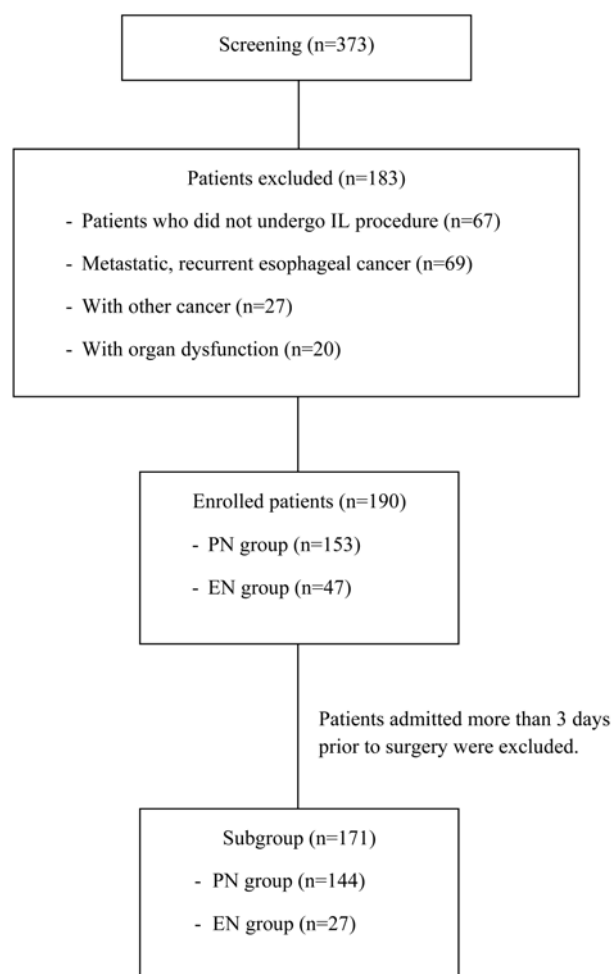 Screening (n=373)
Patients excluded (n=183)
- Patients who did not undergo IL procedure (n=67)
- Metastatic, recurrent esophageal cancer (n=69)
- With other cancer (n=27)
- With organ dysfunction (n=20)
Enrolled patients (n=190)
- PN group (n=153)
- EN group (n=47)
Patients admitted more than 3 days
prior to surgery were excluded.
Subgroup (n=171)
- PN group (n=144)
- EN group (n=27)